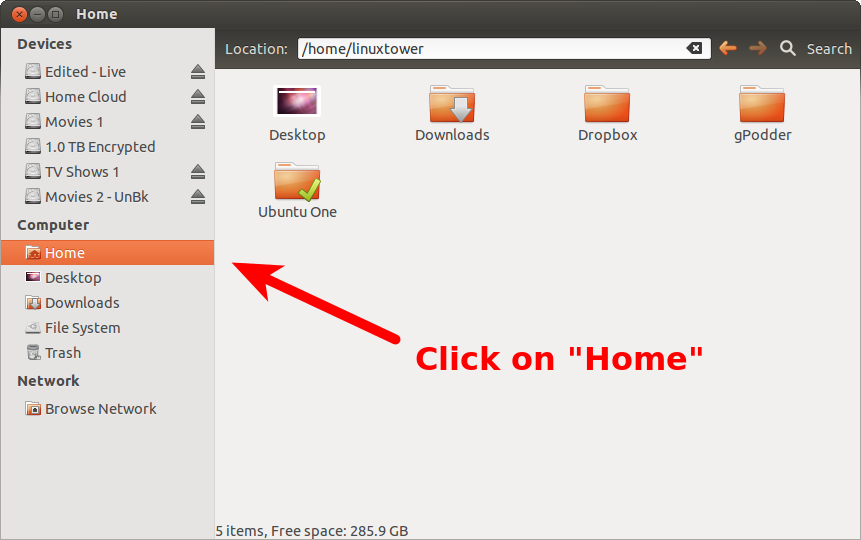 Home
Devices
Edited - Live
Home Cloud
Movies 1
1.0 TB Encrypted
TV Shows 1
Movies 2 - UnBk
Computer
Home
Desktop
Downloads
File System
Trash
Network
Browse Network
Location: /home/linuxtower Search
Desktop Downloads Dropbox gPodder
Ubuntu One
Click on "Home"
5 items, Free space: 285.9 GB